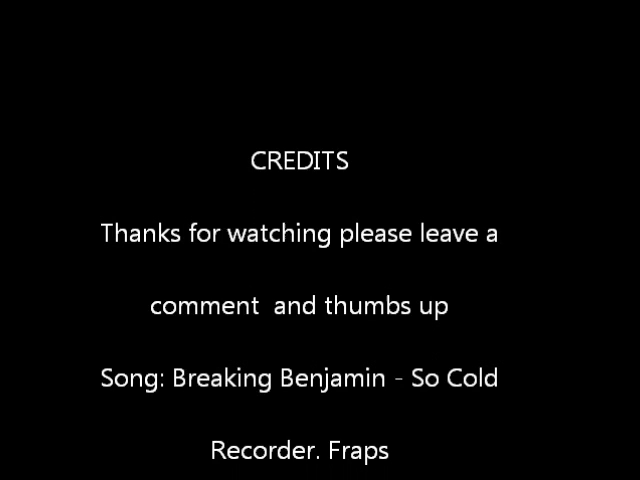 CREDITS
Thanks for watching please leave a
comment  and thumbs up
Song: Breaking Benjamin - So Cold
Recorder. Fraps